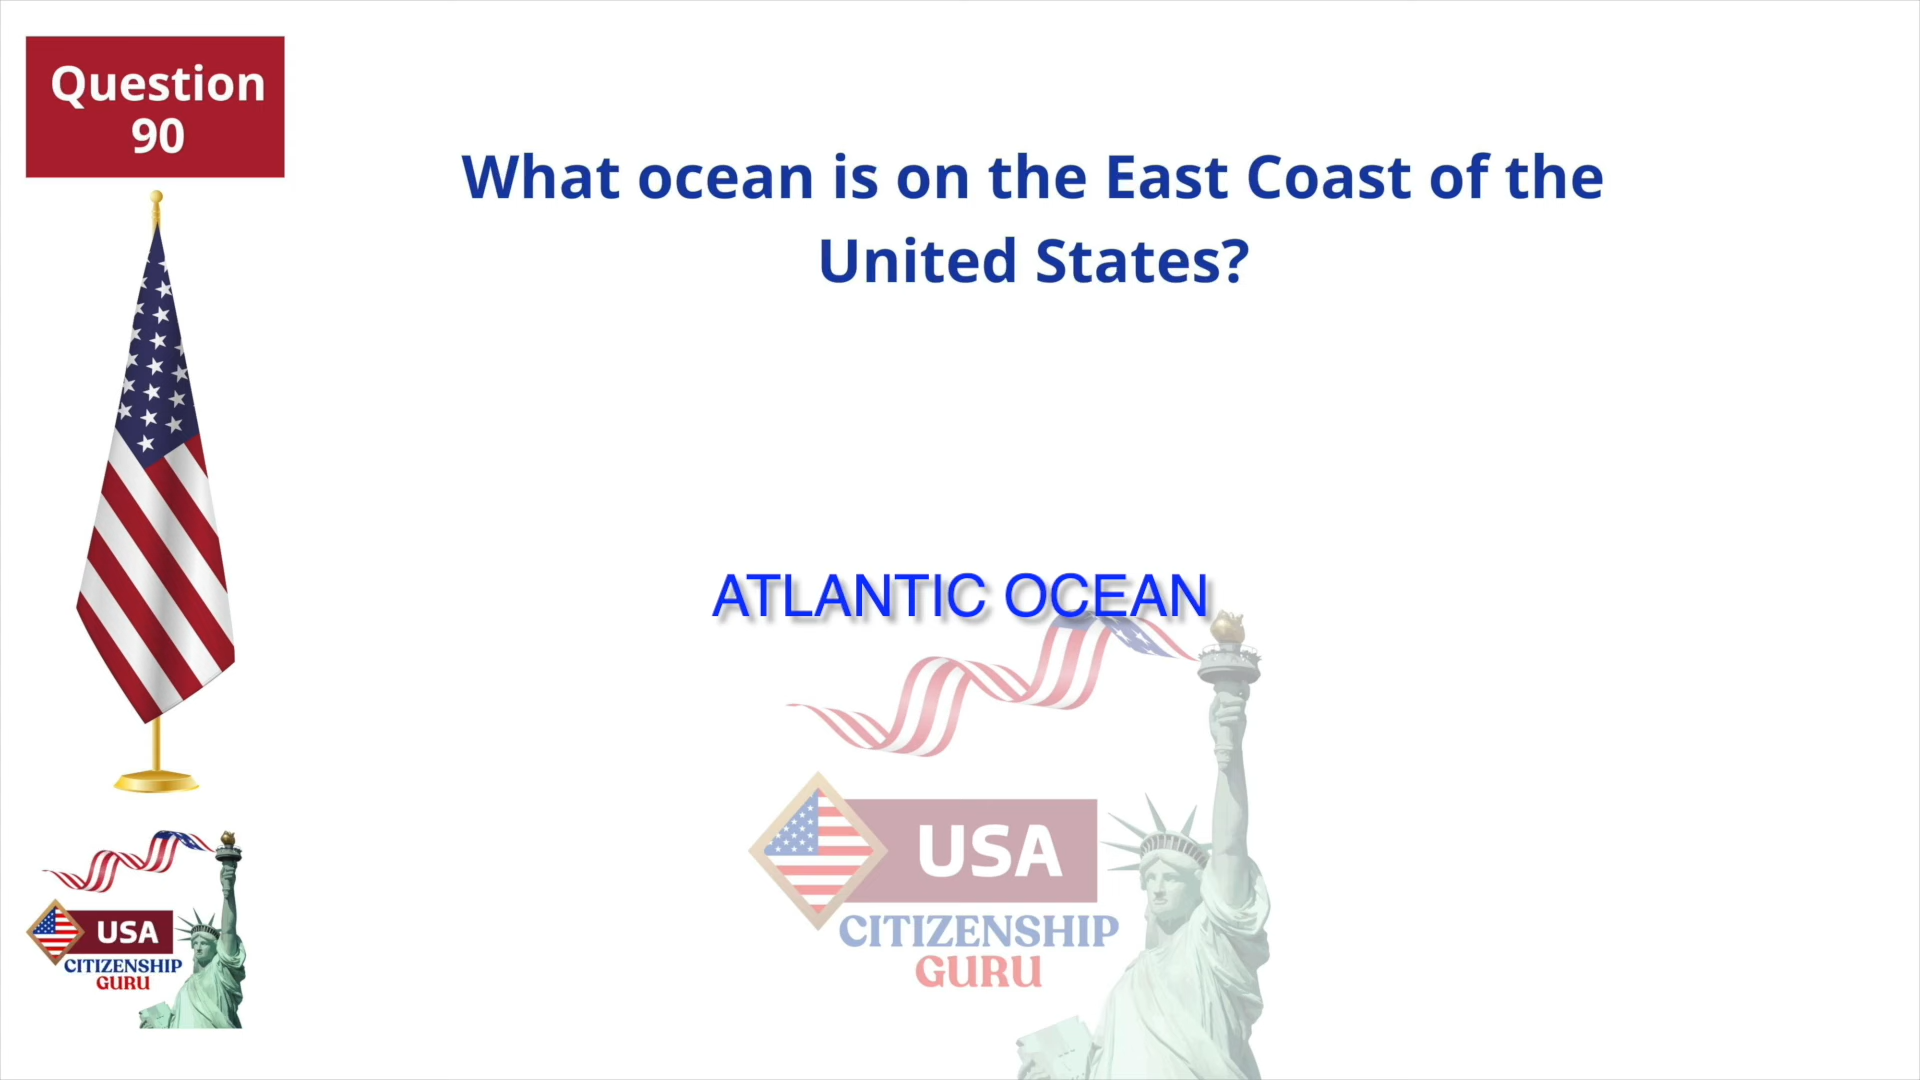 Question
90
What ocean is on the East Coast of the
United States?
ATLANTIC OCEAN
USA
CITIZENSHIP
GURU
USA
CITIZENSHIP
GURU